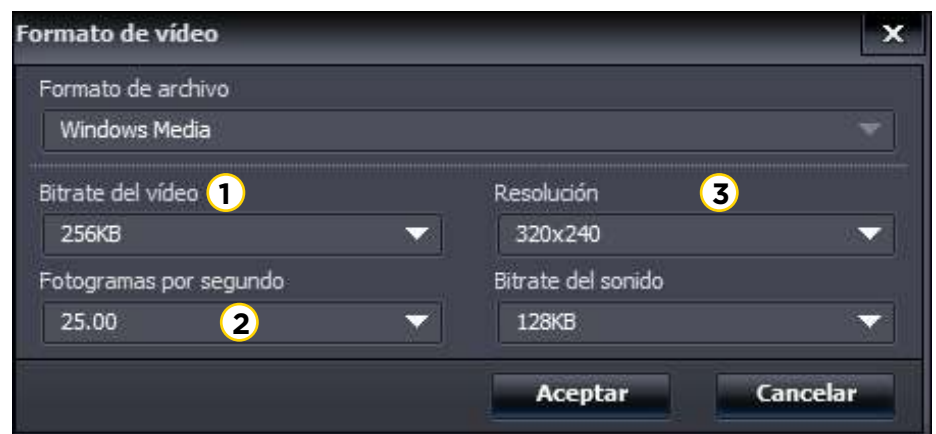 Formato de vídeo
Formato de archivo
Windows Media
Bitrate del vídeo 1
Resolución 3
256KB
320x240
Fotogramas por segundo
Bitrate del sonido
25.00 2
128KB
Aceptar
Cancelar